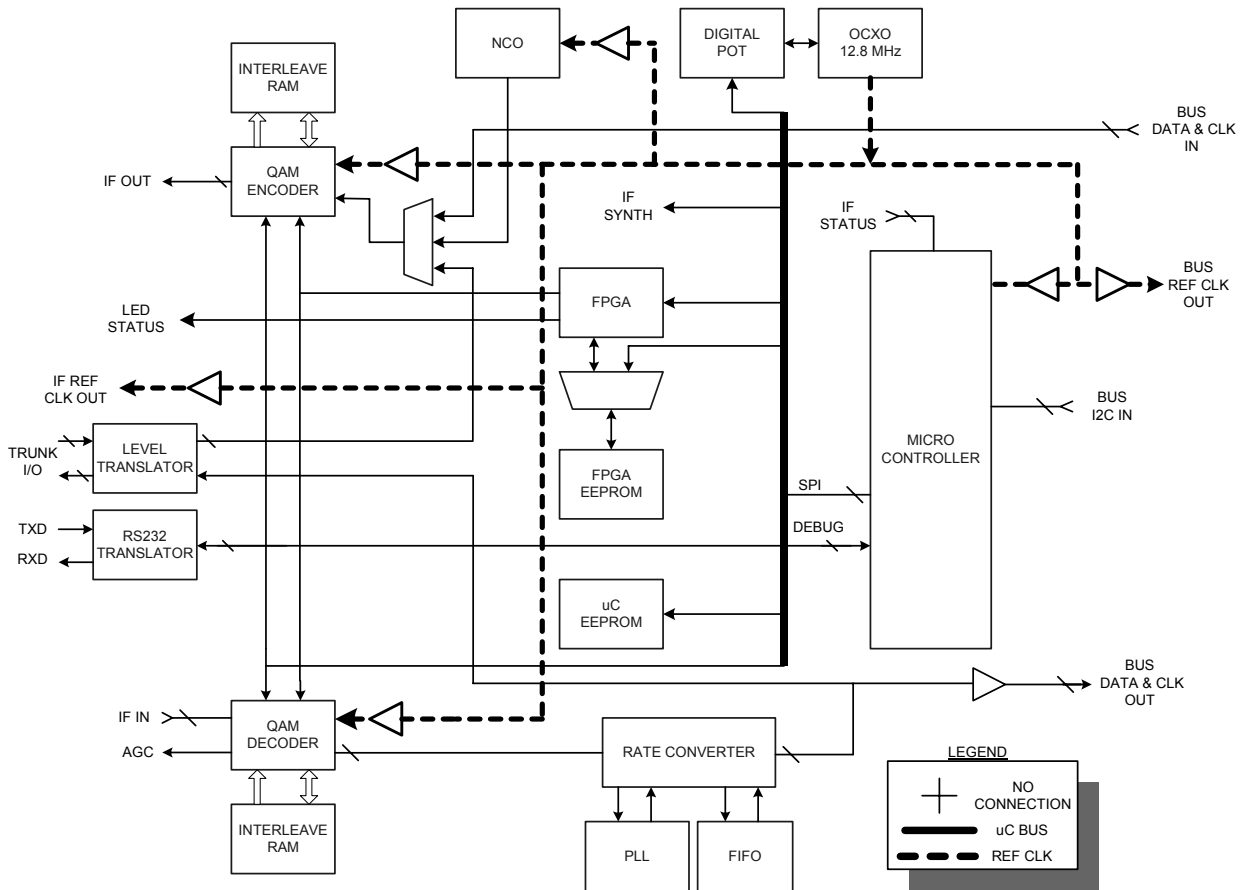 NCO
DIGITAL
POT
OCXO
12.8 MHz
INTERLEAVE
RAM
BUS
DATA & CLK
IN
QAM
ENCODER
IF OUT
IF
SYNTH
IF
STATUS
BUS
REF CLK
OUT
FPGA
LED
STATUS
IF REF
CLK OUT
BUS
I2C IN
MICRO
CONTROLLER
TRUNK
I/O
LEVEL
TRANSLATOR
FPGA
EEPROM
SPI
TXD
RXD
RS232
TRANSLATOR
DEBUG
uC
EEPROM
BUS
DATA & CLK
OUT
IF IN
AGC
QAM
DECODER
RATE CONVERTER
INTERLEAVE
RAM
PLL
FIFO
LEGEND
NO
CONNECTION
uC BUS
REF CLK